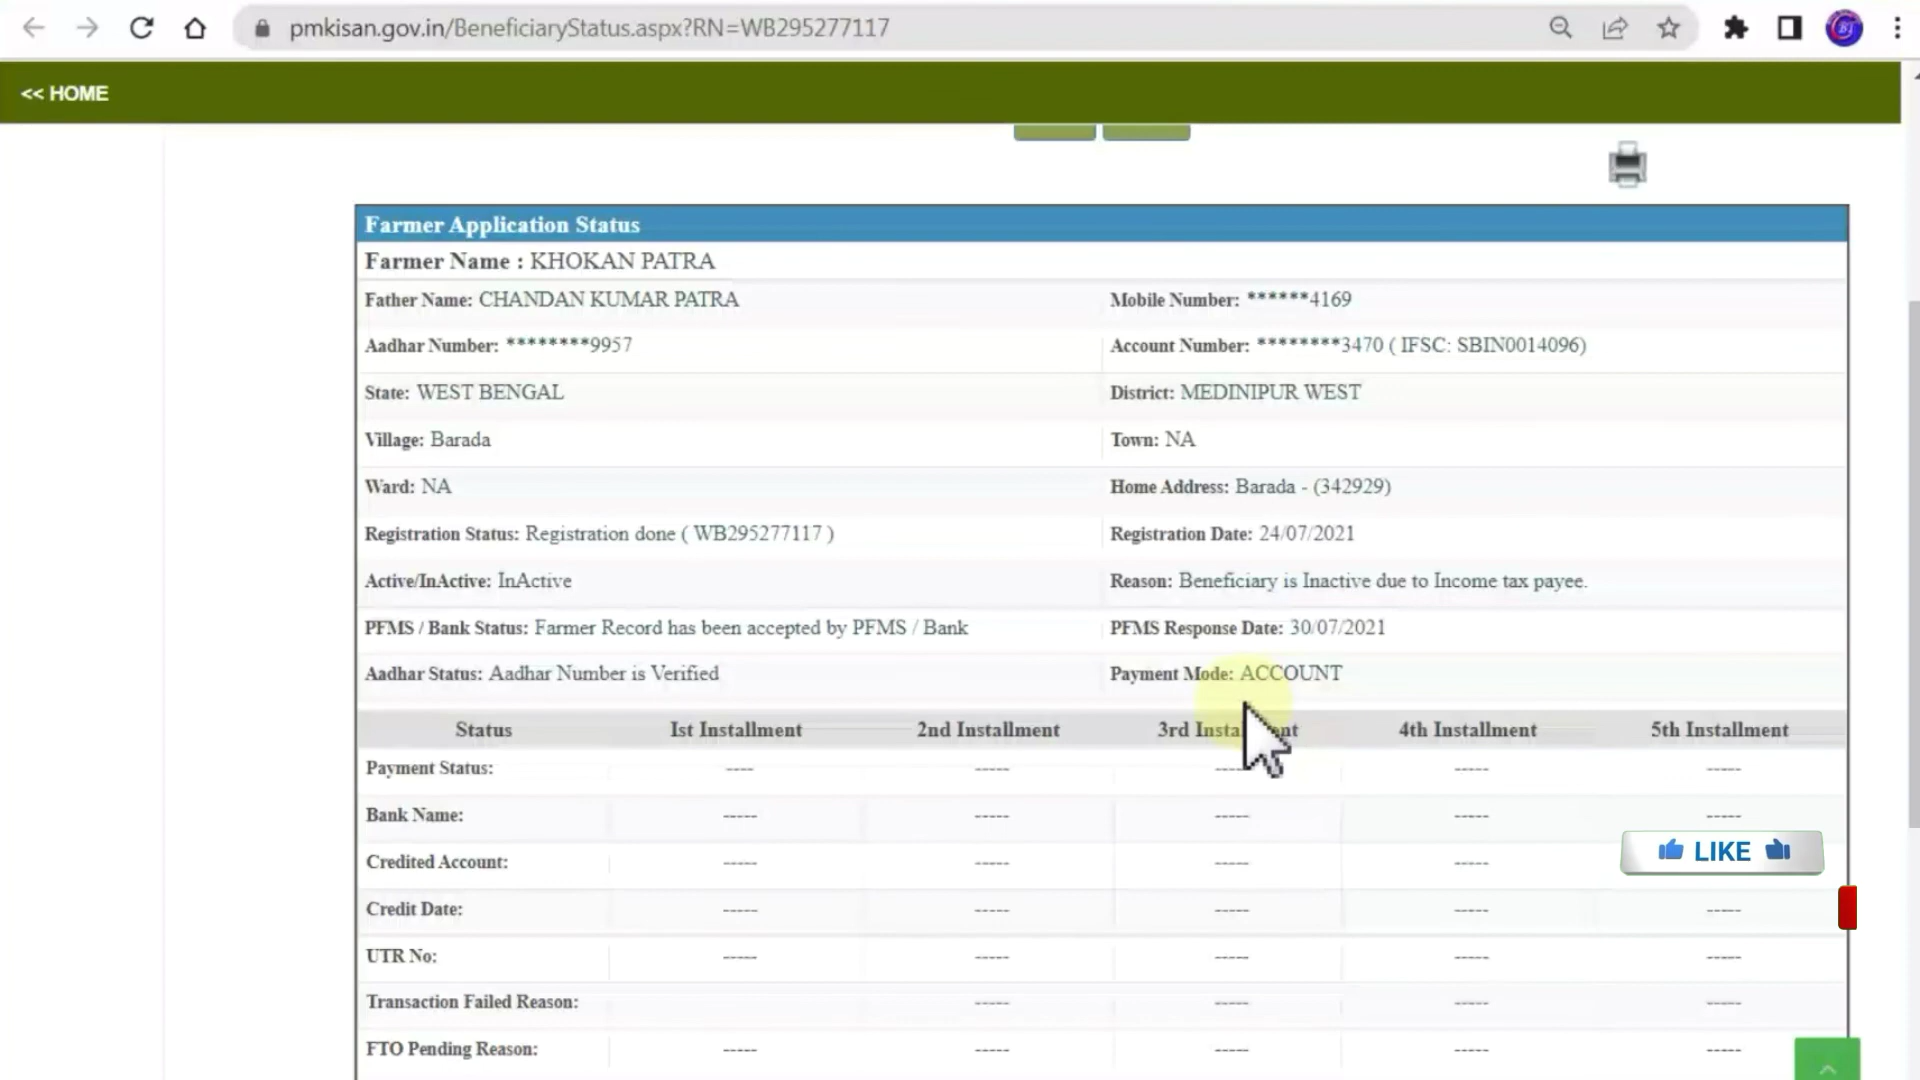 pmkisan.gov.in/BeneficiaryStatus.aspx?RN=WB295277117
<< HOME
Farmer Application Status
Farmer Name : KHOKAN PATRA
Father Name: CHANDAN KUMAR PATRA Mobile Number: ******4169
Aadhar Number: ********9957 Account Number: ********3470 ( IFSC: SBIN0014096)
State: WEST BENGAL District: MEDINIPUR WEST
Village: Barada Town: NA
Ward: NA Home Address: Barada - (342929)
Registration Status: Registration done ( WB295277117 ) Registration Date: 24/07/2021
Active/InActive: InActive Reason: Beneficiary is Inactive due to Income tax payee.
PFMS / Bank Status: Farmer Record has been accepted by PFMS / Bank PFMS Response Date: 30/07/2021
Aadhar Status: Aadhar Number is Verified Payment Mode: ACCOUNT
Status Ist Installment 2nd Installment 3rd 4th Installment 5th Installment
Payment Status: ---- ----- ----- ----- -----
Bank Name: ----- ----- ----- ----- -----
Credited Account: ----- ----- ----- -----
LIKE
Credit Date: ----- ----- ----- ----- -----
UTR No: ----- ----- ----- ----- -----
Transaction Failed Reason: ----- ----- ----- -----
FTO Pending Reason: ----- ----- ----- ----- -----